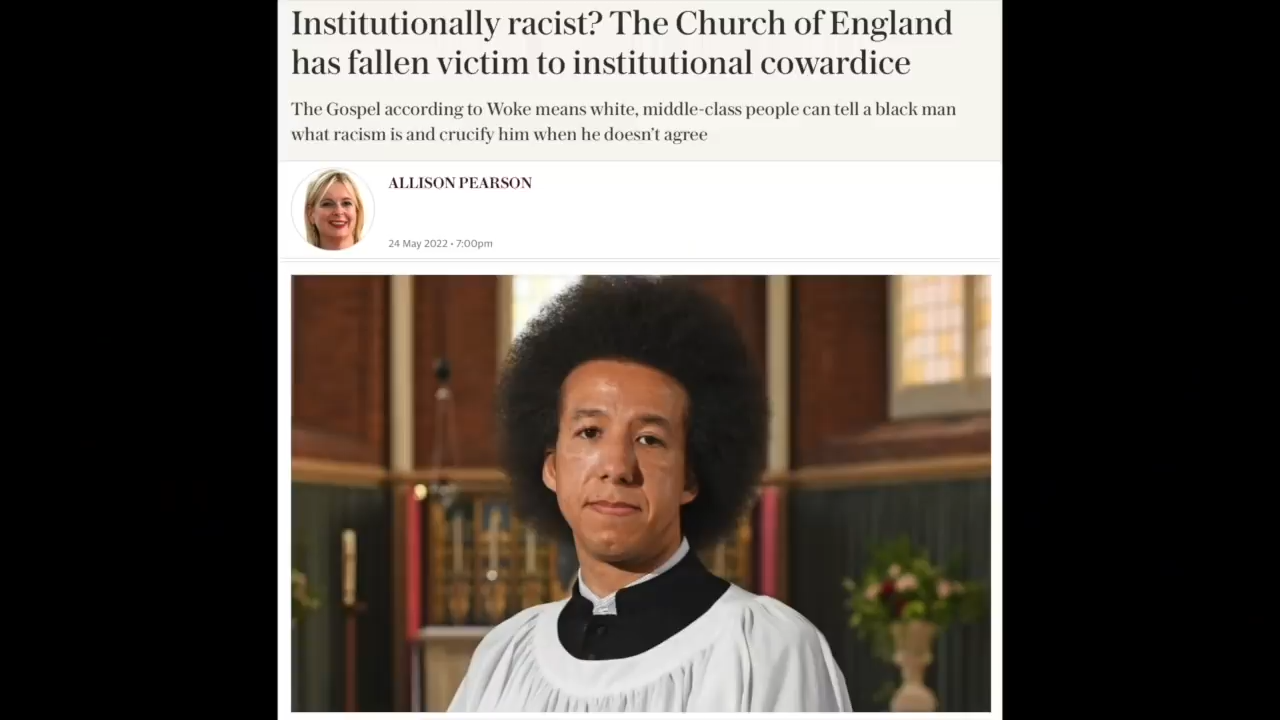 Institutionally racist? The Church of England
has fallen victim to institutional cowardice
The Gospel according to Woke means white, middle-class people can tell a black man
what racism is and crucify him when he doesn't agree
ALLISON PEARSON
24 May 2022 • 7:00pm